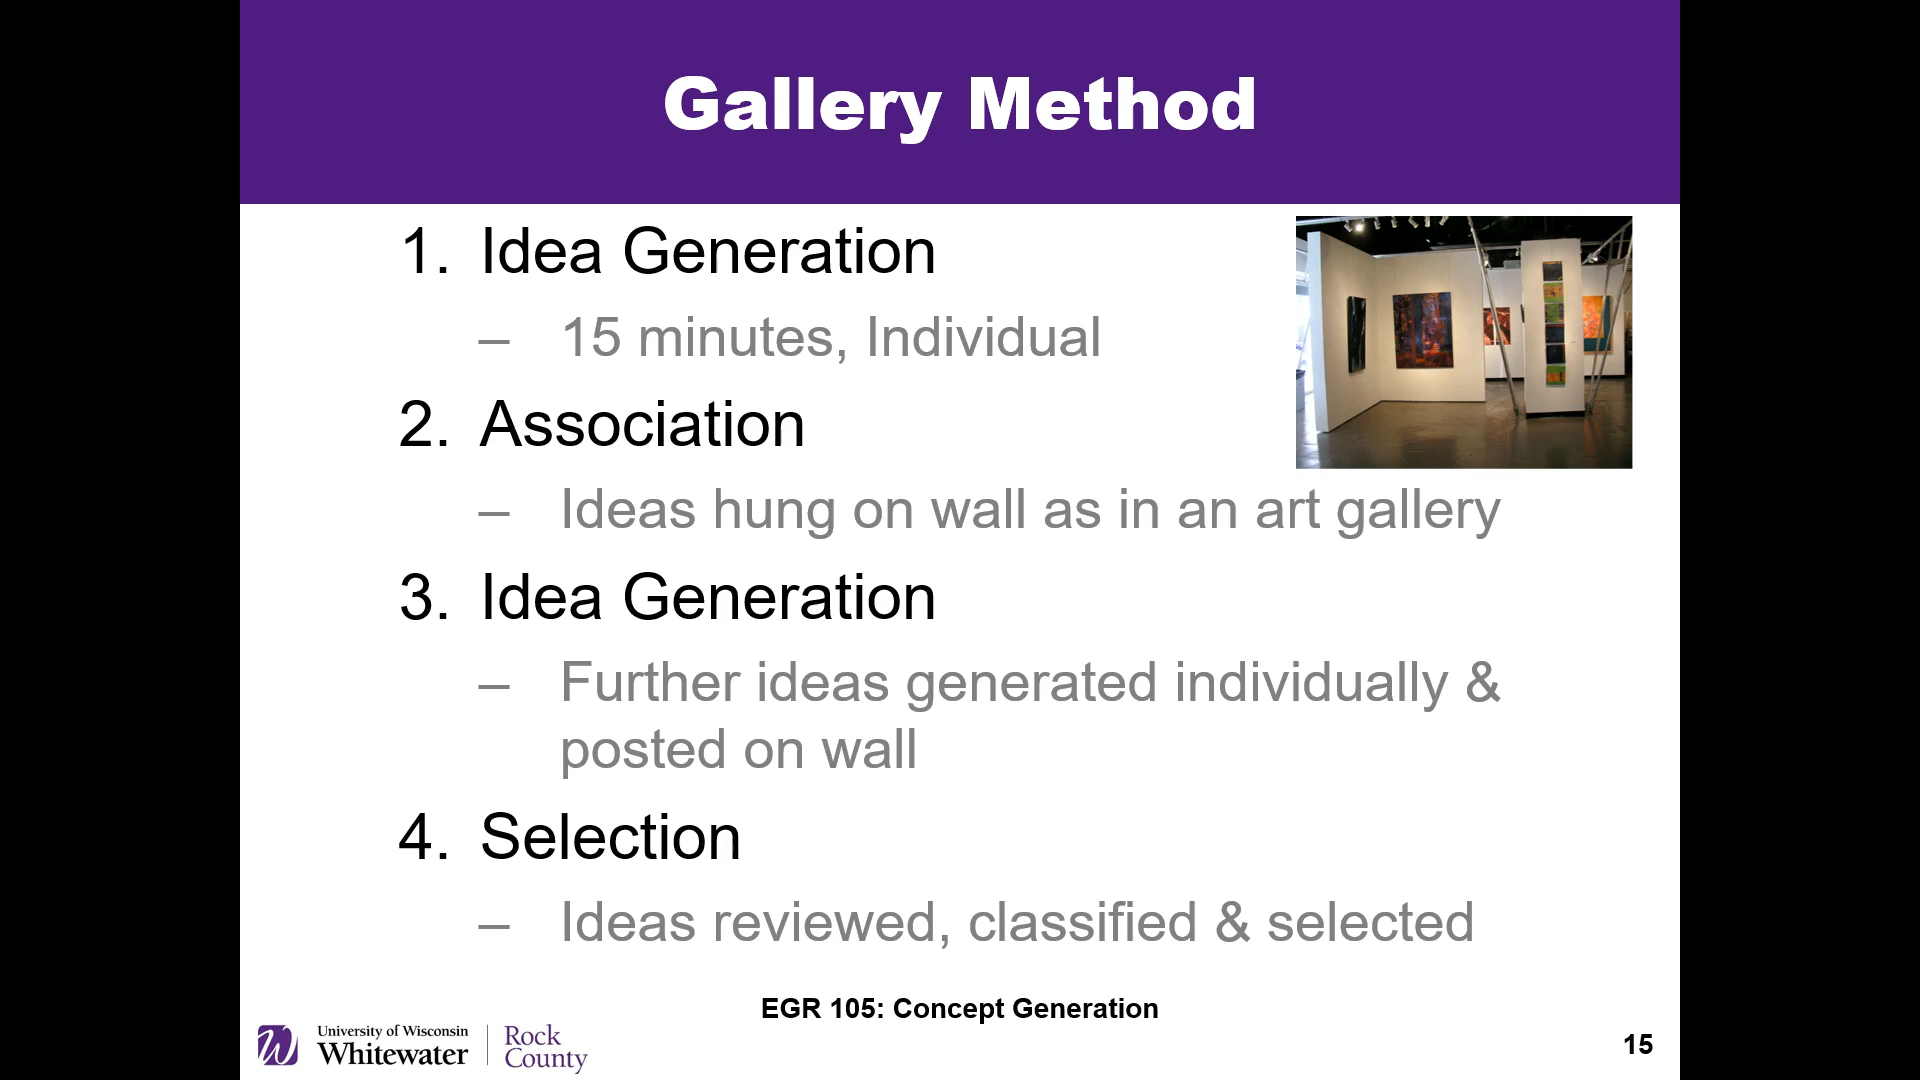 Gallery Method
1. Idea Generation
– 15 minutes, Individual
2. Association
– Ideas hung on wall as in an art gallery
3. Idea Generation
– Further ideas generated individually &
posted on wall
4. Selection
– Ideas reviewed, classified & selected
EGR 105: Concept Generation
W
University of Wisconsin
Whitewater
Rock
County
15